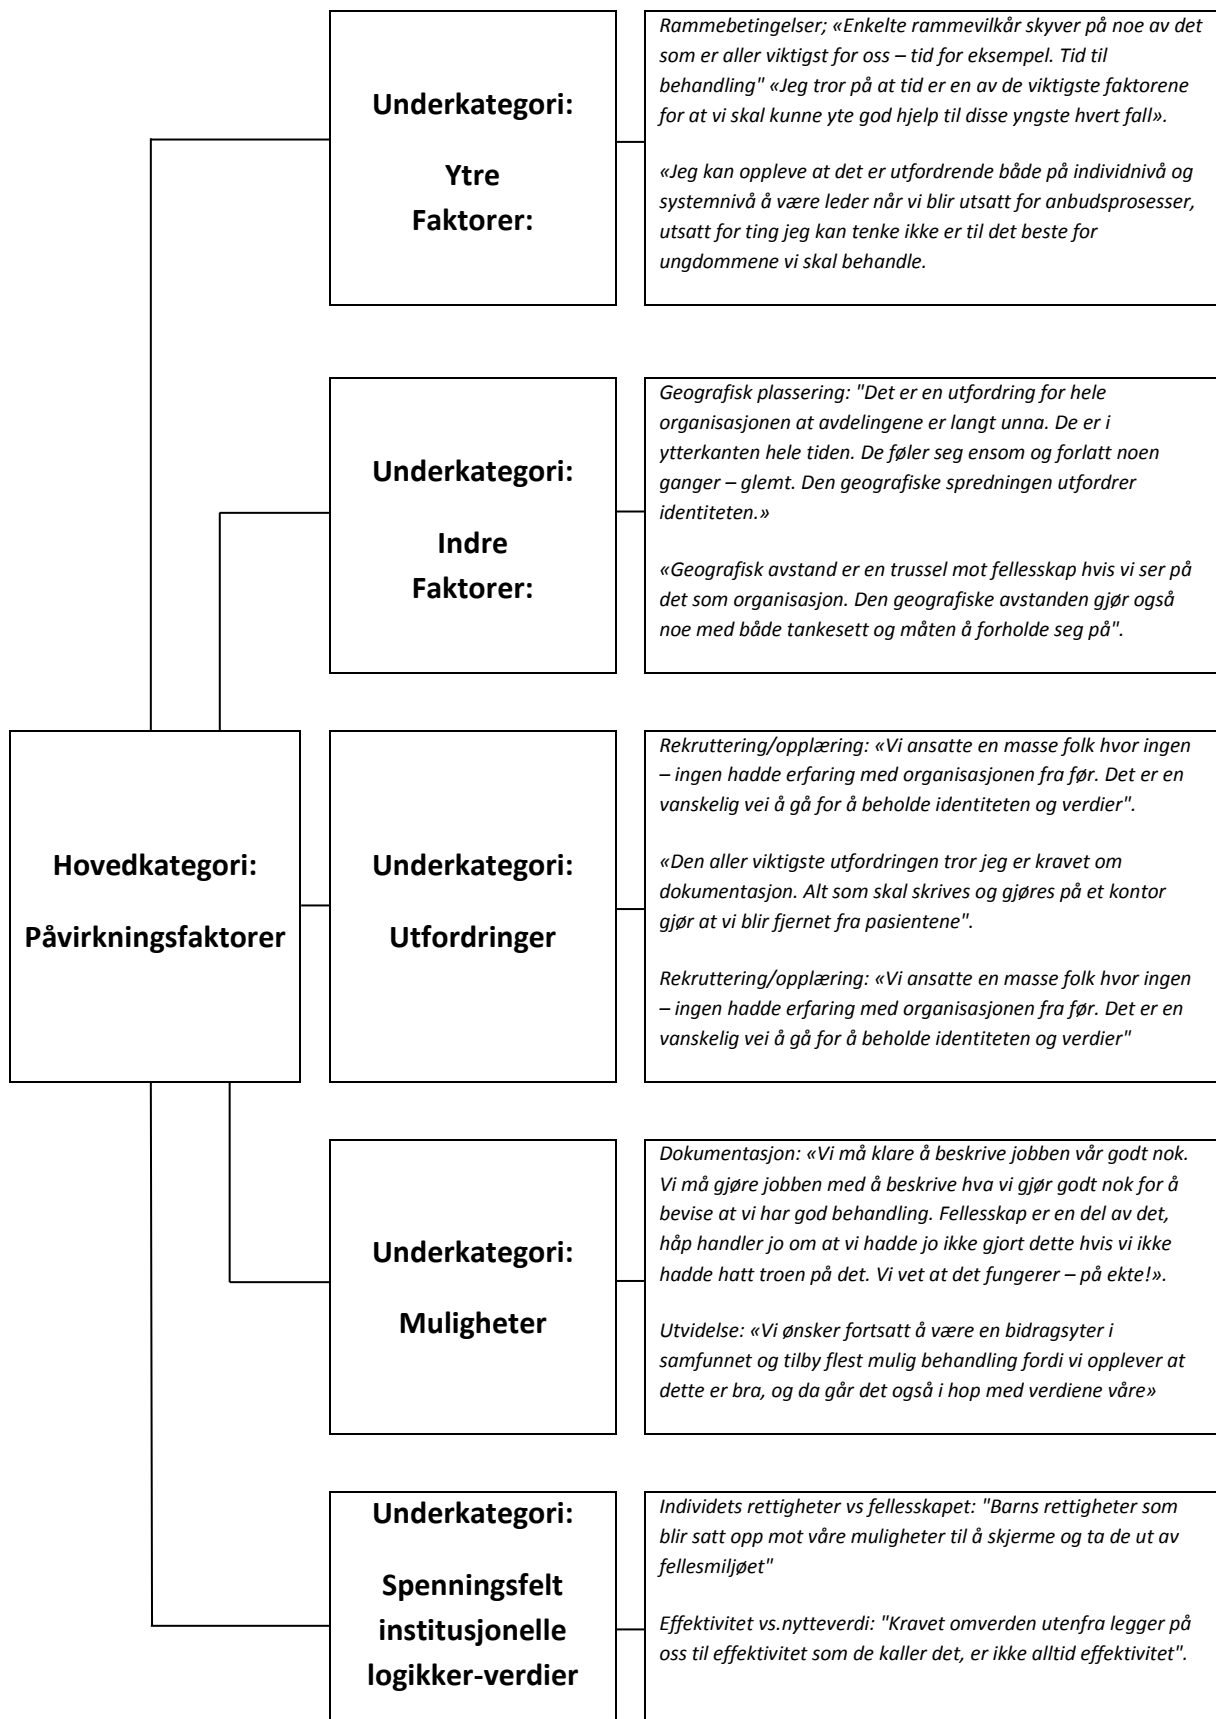 Underkategori:
Ytre
Faktorer:
Rammebetingelser; «Enkelte rammevilkår skyver på noe av det
som er aller viktigst for oss – tid for eksempel. Tid til
behandling" «Jeg tror på at tid er en av de viktigste faktorene
for at vi skal kunne yte god hjelp til disse yngste hvert fall».
«Jeg kan oppleve at det er utfordrende både på individnivå og
systemnivå å være leder når vi blir utsatt for anbudsprosesser,
utsatt for ting jeg kan tenke ikke er til det beste for
ungdommene vi skal behandle.
Underkategori:
Indre
Faktorer:
Geografisk plassering: "Det er en utfordring for hele
organisasjonen at avdelingene er langt unna. De er i
ytterkanten hele tiden. De føler seg ensom og forlatt noen
ganger – glemt. Den geografiske spredningen utfordrer
identiteten.»
«Geografisk avstand er en trussel mot fellesskap hvis vi ser på
det som organisasjon. Den geografiske avstanden gjør også
noe med både tankesett og måten å forholde seg på".
Hovedkategori:
Påvirkningsfaktorer
Underkategori:
Utfordringer
Rekruttering/opplæring: «Vi ansatte en masse folk hvor ingen
– ingen hadde erfaring med organisasjonen fra før. Det er en
vanskelig vei å gå for å beholde identiteten og verdier".
«Den aller viktigste utfordringen tror jeg er kravet om
dokumentasjon. Alt som skal skrives og gjøres på et kontor
gjør at vi blir fjernet fra pasientene".
Rekruttering/opplæring: «Vi ansatte en masse folk hvor ingen
– ingen hadde erfaring med organisasjonen fra før. Det er en
vanskelig vei å gå for å beholde identiteten og verdier"
Underkategori:
Muligheter
Dokumentasjon: «Vi må klare å beskrive jobben vår godt nok.
Vi må gjøre jobben med å beskrive hva vi gjør godt nok for å
bevise at vi har god behandling. Fellesskap er en del av det,
håp handler jo om at vi hadde jo ikke gjort dette hvis vi ikke
hadde hatt troen på det. Vi vet at det fungerer – på ekte!».
Utvidelse: «Vi ønsker fortsatt å være en bidragsyter i
samfunnet og tilby flest mulig behandling fordi vi opplever at
dette er bra, og da går det også i hop med verdiene våre»
Underkategori:
Spenningsfelt
institusjonelle
logikker-verdier
Individets rettigheter vs fellesskapet: "Barns rettigheter som
blir satt opp mot våre muligheter til å skjerme og ta de ut av
fellesmiljøet"
Effektivitet vs.nytteverdi: "Kravet omverden utenfra legger på
oss til effektivitet som de kaller det, er ikke alltid effektivitet".